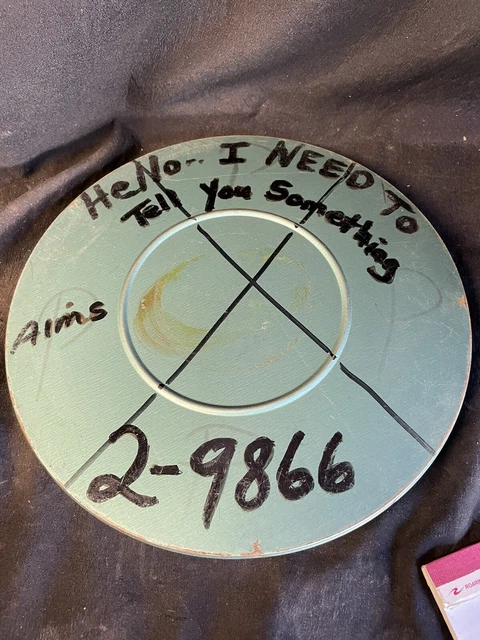 HeNo-- I NEED TO
Tell You Something
Aims
2-9866